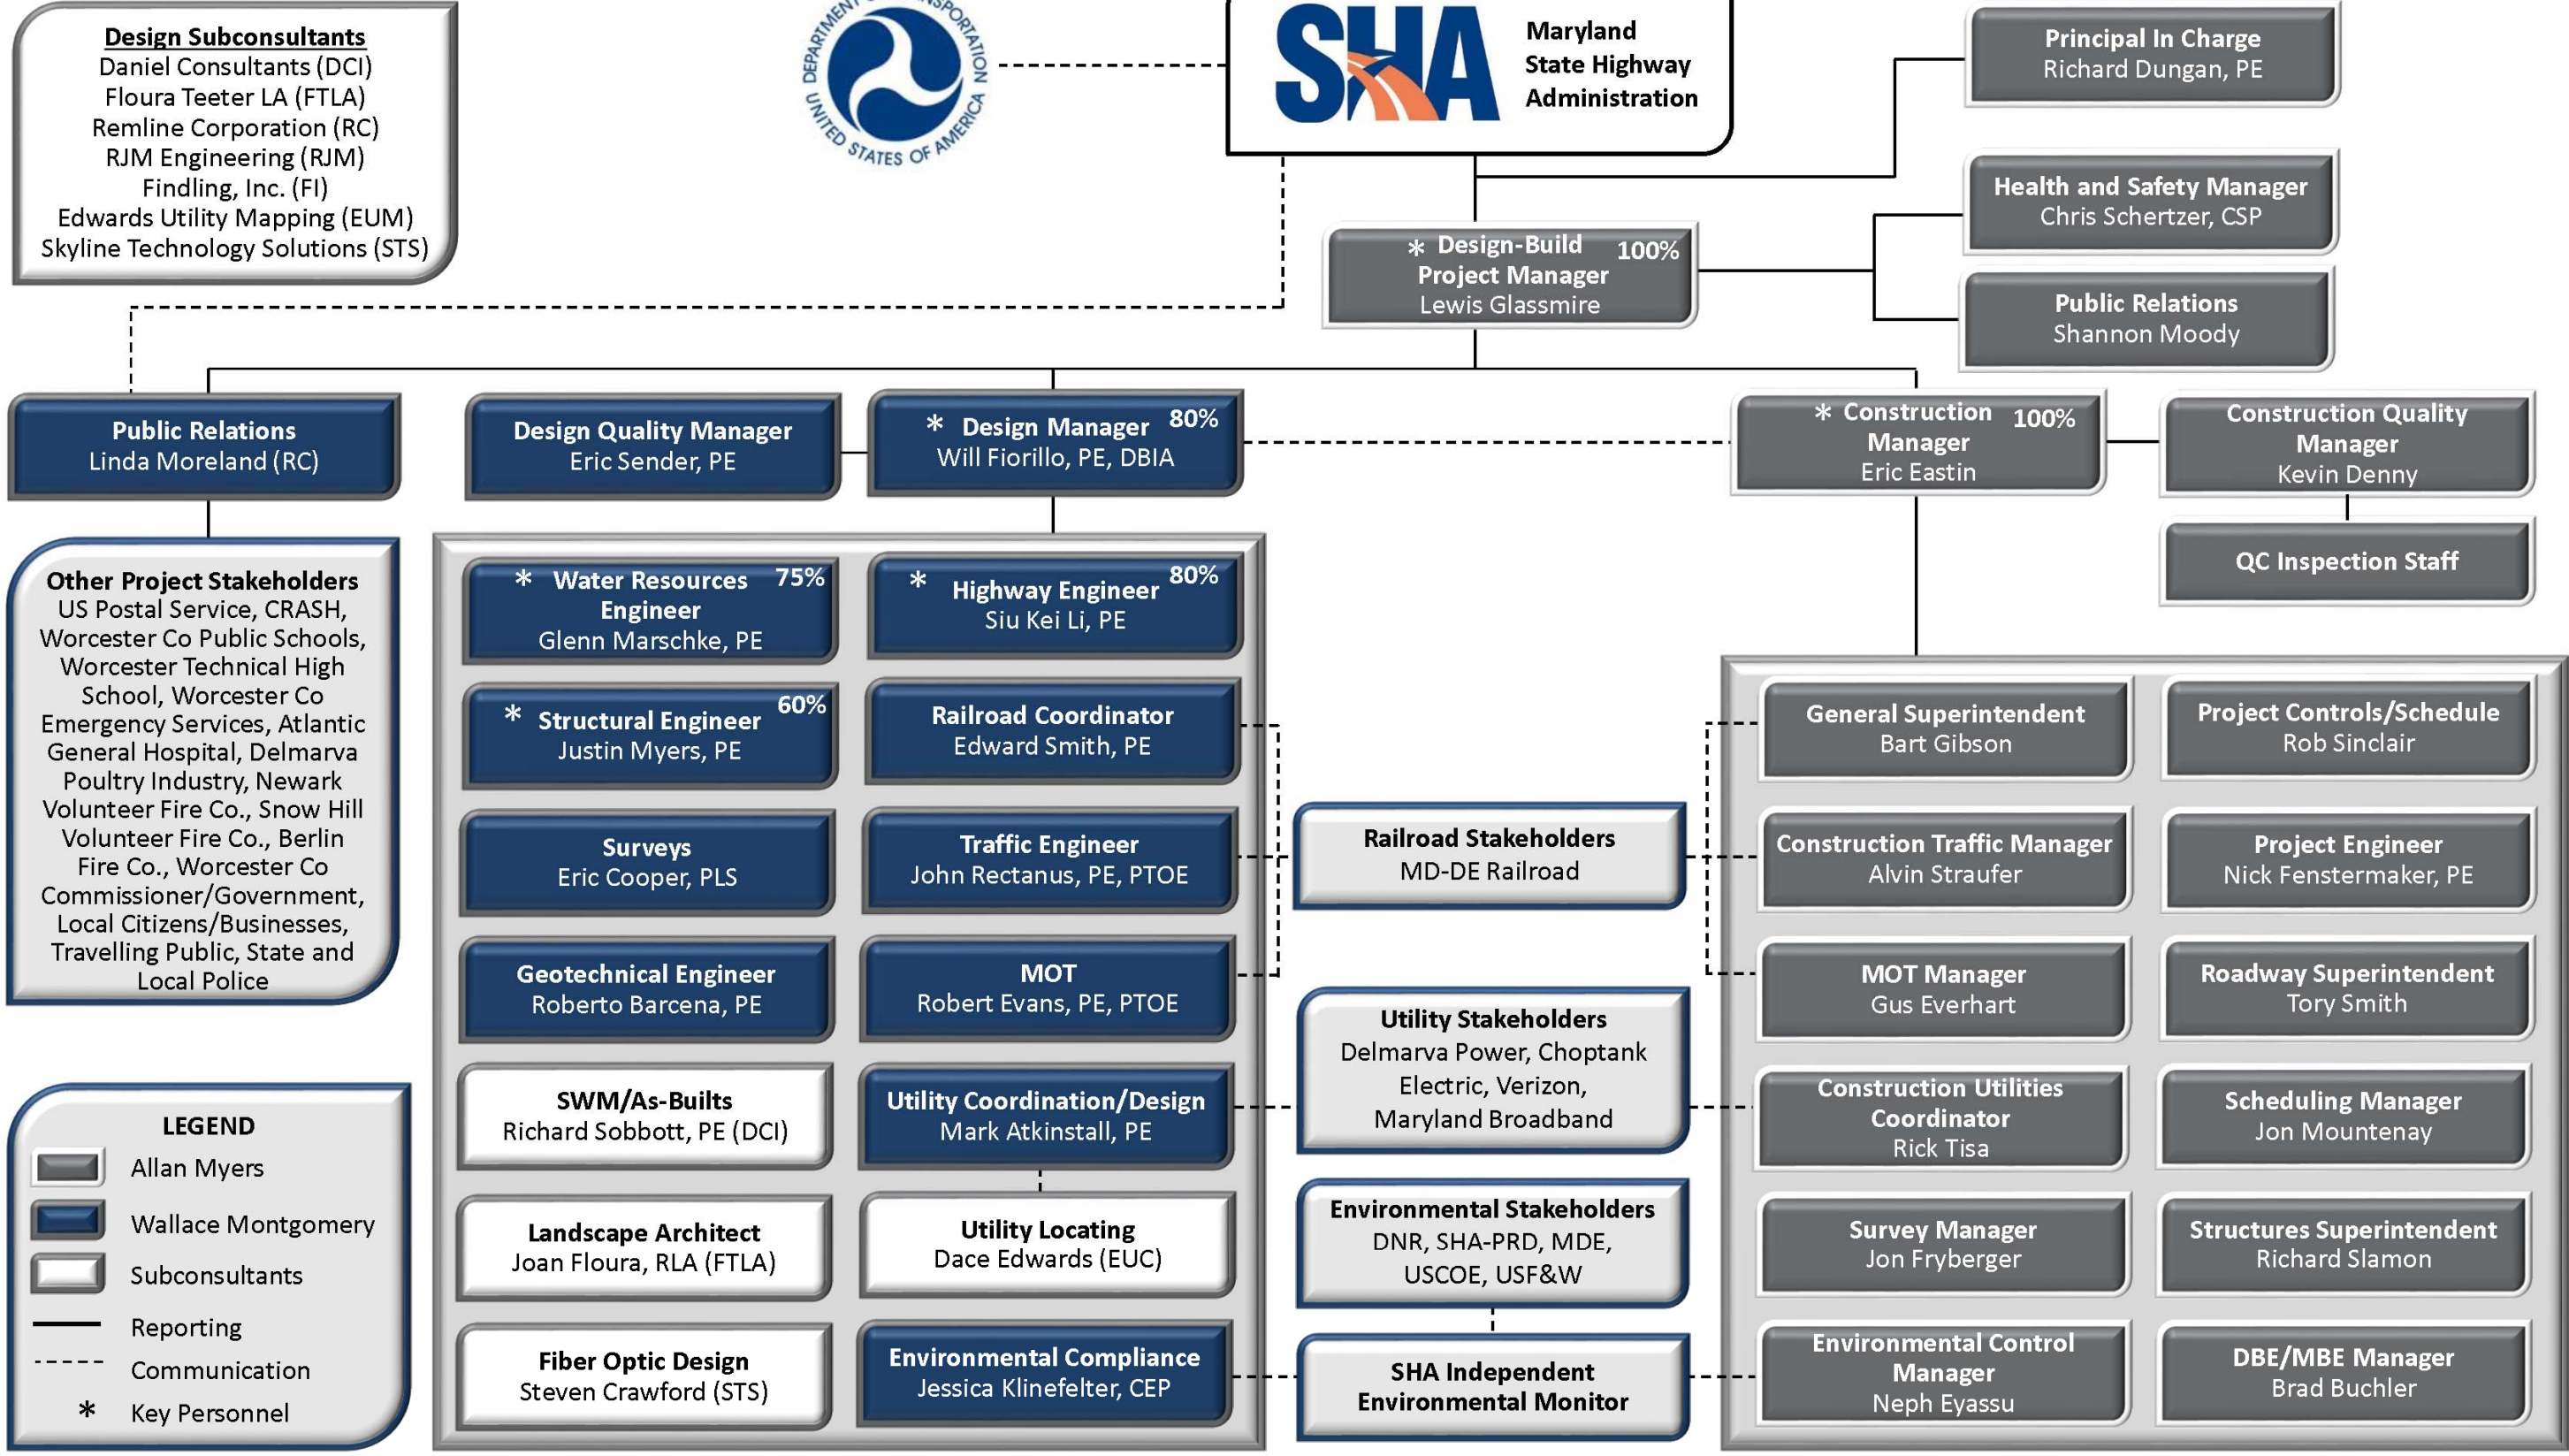 Design Subconsultants
Daniel Consultants (DCI)
Floura Teeter LA (FTLA)
Remline Corporation (RC)
RJM Engineering (RJM)
Findling, Inc. (FI)
Edwards Utility Mapping (EUM)
Skyline Technology Solutions (STS)
UNITED STATES OF AMERICA
SHA
Maryland
State Highway
Administration
Principal In Charge
Richard Dungan, PE
Health and Safety Manager
Chris Schertzer, CSP
* Design-Build 100%
Project Manager
Lewis Glassmire
Public Relations
Shannon Moody
Public Relations
Linda Moreland (RC)
Design Quality Manager
Eric Sender, PE
* Design Manager 80%
Will Fiorillo, PE, DBIA
* Construction 100%
Manager
Eric Eastin
Construction Quality
Manager
Kevin Denny
QC Inspection Staff
Other Project Stakeholders
US Postal Service, CRASH,
Worcester Co Public Schools,
Worcester Technical High
School, Worcester Co
Emergency Services, Atlantic
General Hospital, Delmarva
Poultry Industry, Newark
Volunteer Fire Co., Snow Hill
Volunteer Fire Co., Berlin
Fire Co., Worcester Co
Commissioner/Government,
Local Citizens/Businesses,
Travelling Public, State and
Local Police
* Water Resources 75%
Engineer
Glenn Marschke, PE
* Highway Engineer 80%
Siu Kei Li, PE
* Structural Engineer 60%
Justin Myers, PE
Railroad Coordinator
Edward Smith, PE
Surveys
Eric Cooper, PLS
Traffic Engineer
John Rectanus, PE, PTOE
Geotechnical Engineer
Roberto Barcena, PE
MOT
Robert Evans, PE, PTOE
SWM/As-Builts
Richard Sobbott, PE (DCI)
Utility Coordination/Design
Mark Atkinstall, PE
Landscape Architect
Joan Floura, RLA (FTLA)
Utility Locating
Dace Edwards (EUC)
Fiber Optic Design
Steven Crawford (STS)
Environmental Compliance
Jessica Klinefelter, CEP
Railroad Stakeholders
MD-DE Railroad
Utility Stakeholders
Delmarva Power, Choptank
Electric, Verizon,
Maryland Broadband
Environmental Stakeholders
DNR, SHA-PRD, MDE,
USCOE, USF&W
SHA Independent
Environmental Monitor
General Superintendent
Bart Gibson
Project Controls/Schedule
Rob Sinclair
Construction Traffic Manager
Alvin Straufer
Project Engineer
Nick Fenstermaker, PE
MOT Manager
Gus Everhart
Roadway Superintendent
Tory Smith
Construction Utilities
Coordinator
Rick Tisa
Scheduling Manager
Jon Mountenay
Survey Manager
Jon Fryberger
Structures Superintendent
Richard Slamon
Environmental Control
Manager
Neph Eyassu
DBE/MBE Manager
Brad Buchler
LEGEND
Allan Myers
Wallace Montgomery
Subconsultants
Reporting
Communication
* Key Personnel